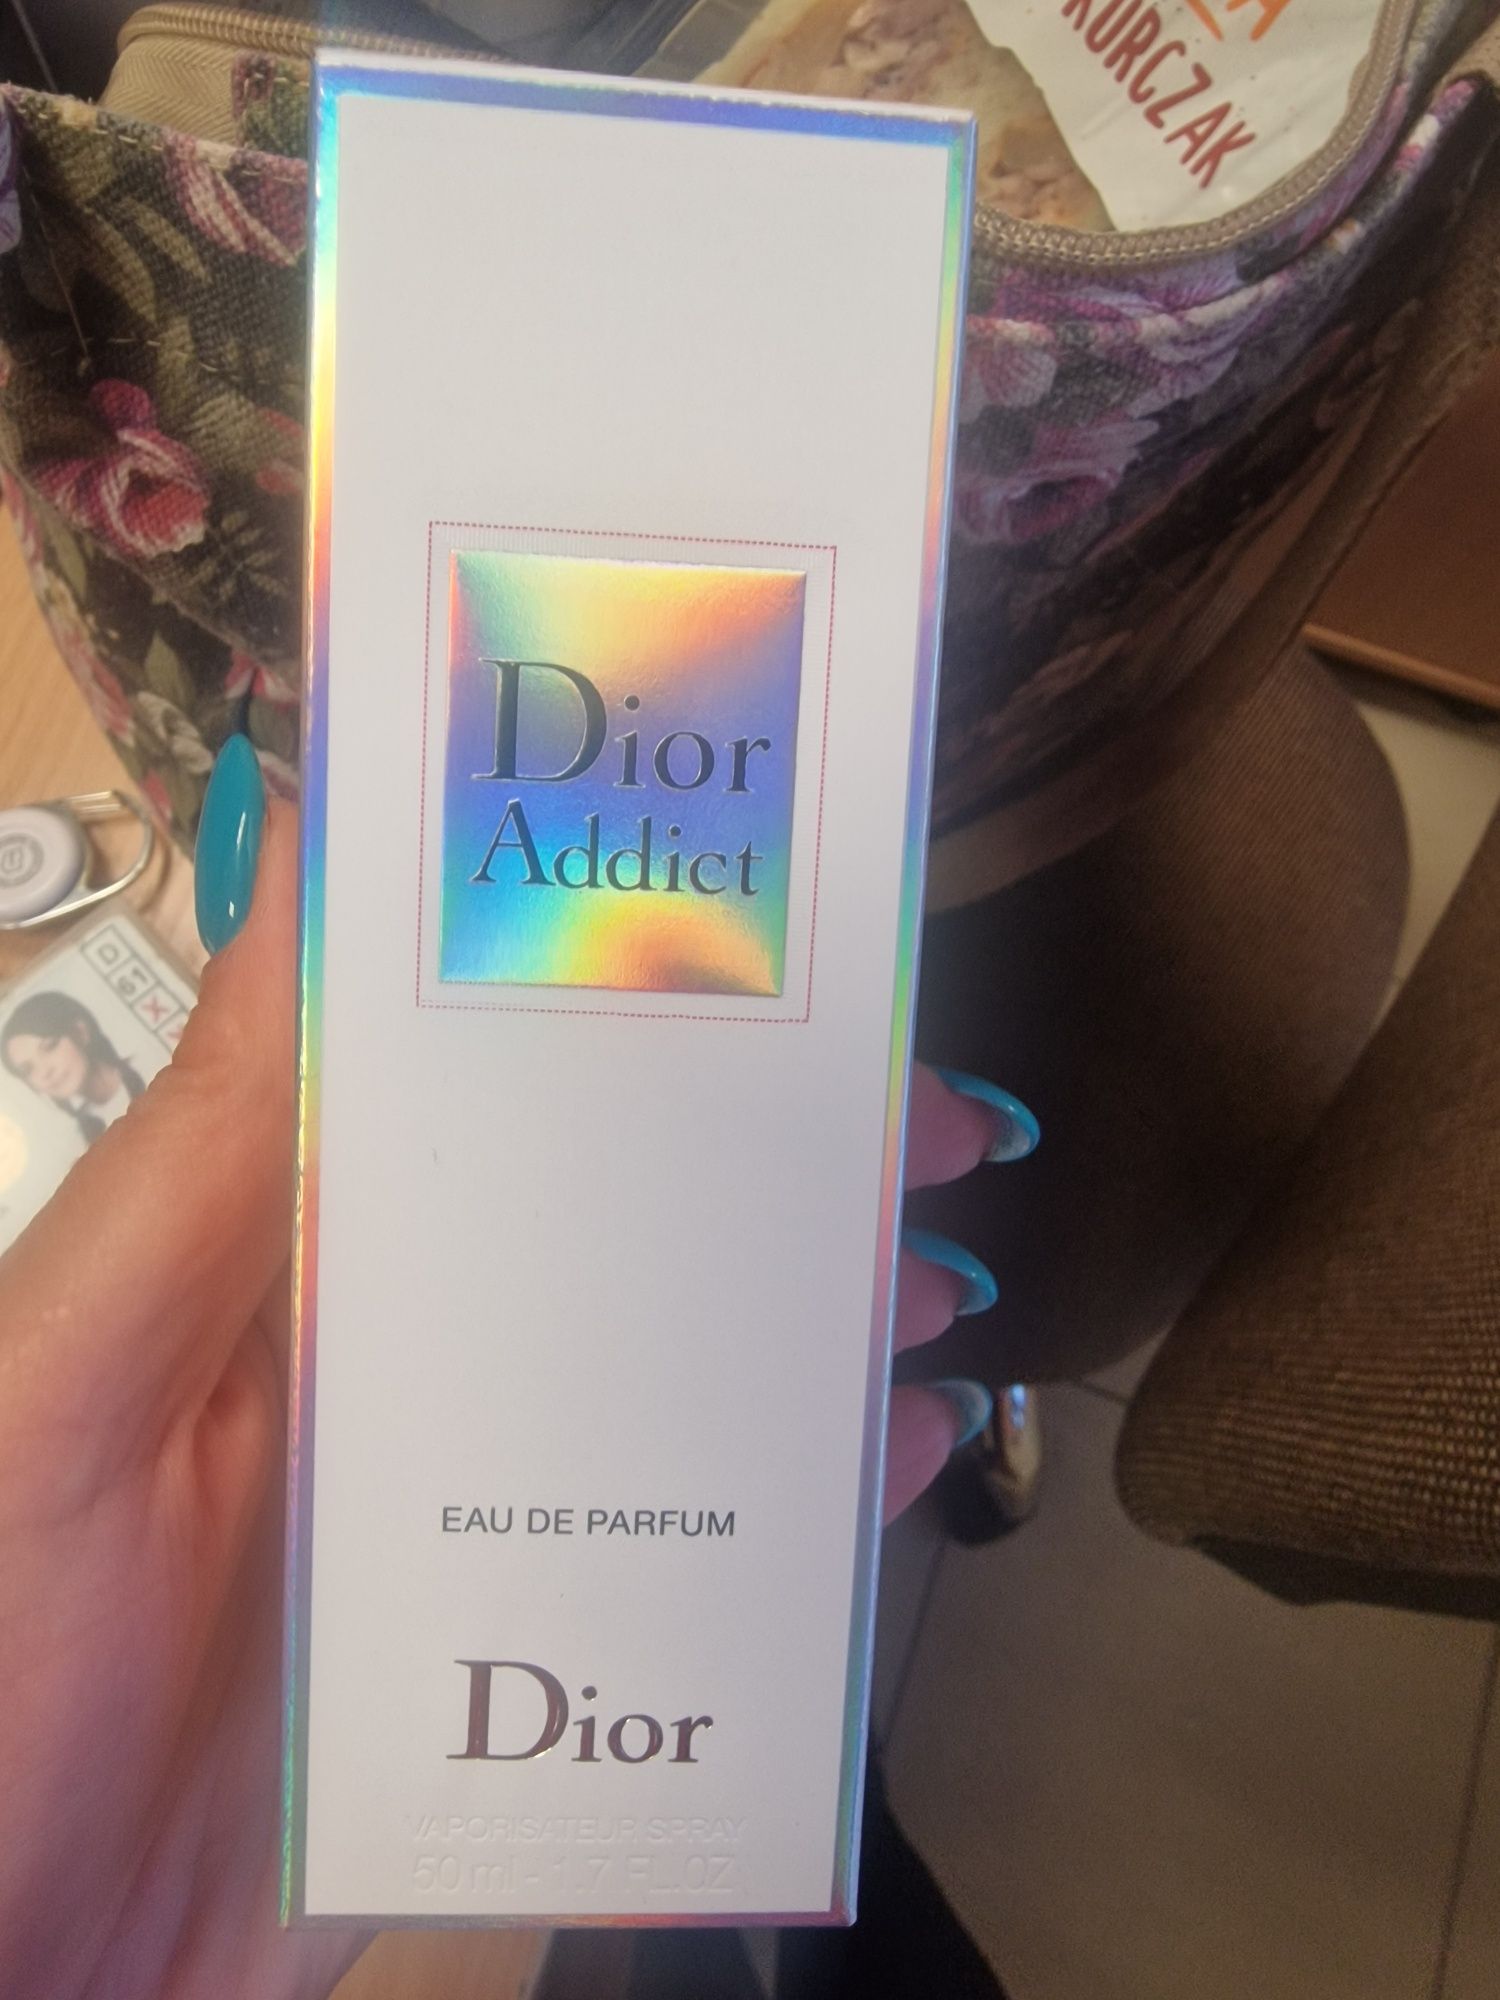 KURCZAK
Dior
Addict
EAU DE PARFUM
Dior
VAPORISATEUR SPRAY
50 ml - 1.7 FL.OZ